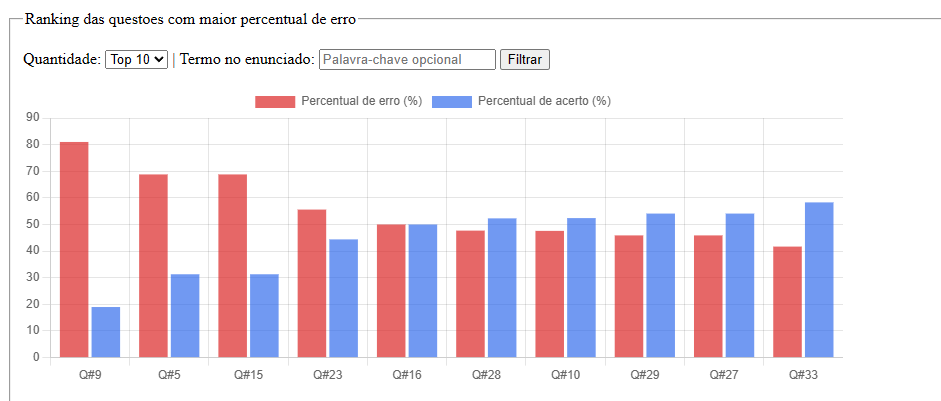 Ranking das questoes com maior percentual de erro
Quantidade: Top 10 | Termo no enunciado: Palavra-chave opcional Filtrar
Percentual de erro (%) Percentual de acerto (%)
90
80
70
60
50
40
30
20
10
0
Q#9 Q#5 Q#15 Q#23 Q#16 Q#28 Q#10 Q#29 Q#27 Q#33